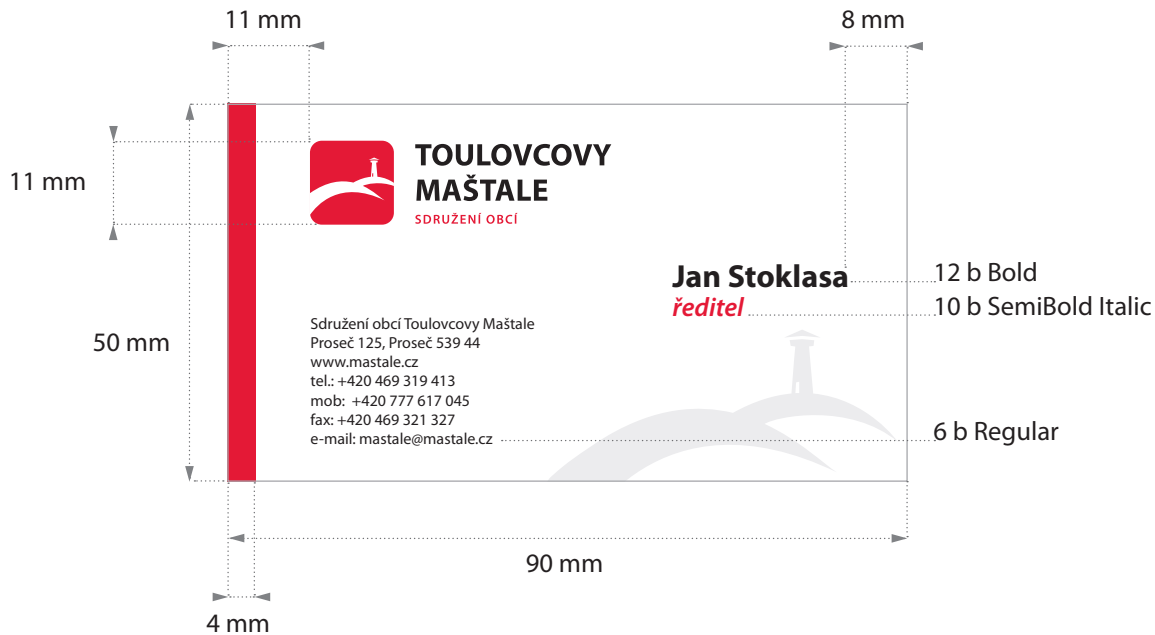 11 mm
8 mm
11 mm
TOULOVCOVY
MAŠTALE
SDRUŽENÍ OBCÍ
Jan Stoklasa
12 b Bold
ředitel
10 b SemiBold Italic
50 mm
Sdružení obcí Toulovcovy Maštale
Proseč 125, Proseč 539 44
www.mastale.cz
tel.: +420 469 319 413
mob: +420 777 617 045
fax: +420 469 321 327
e-mail: mastale@mastale.cz
6 b Regular
90 mm
4 mm